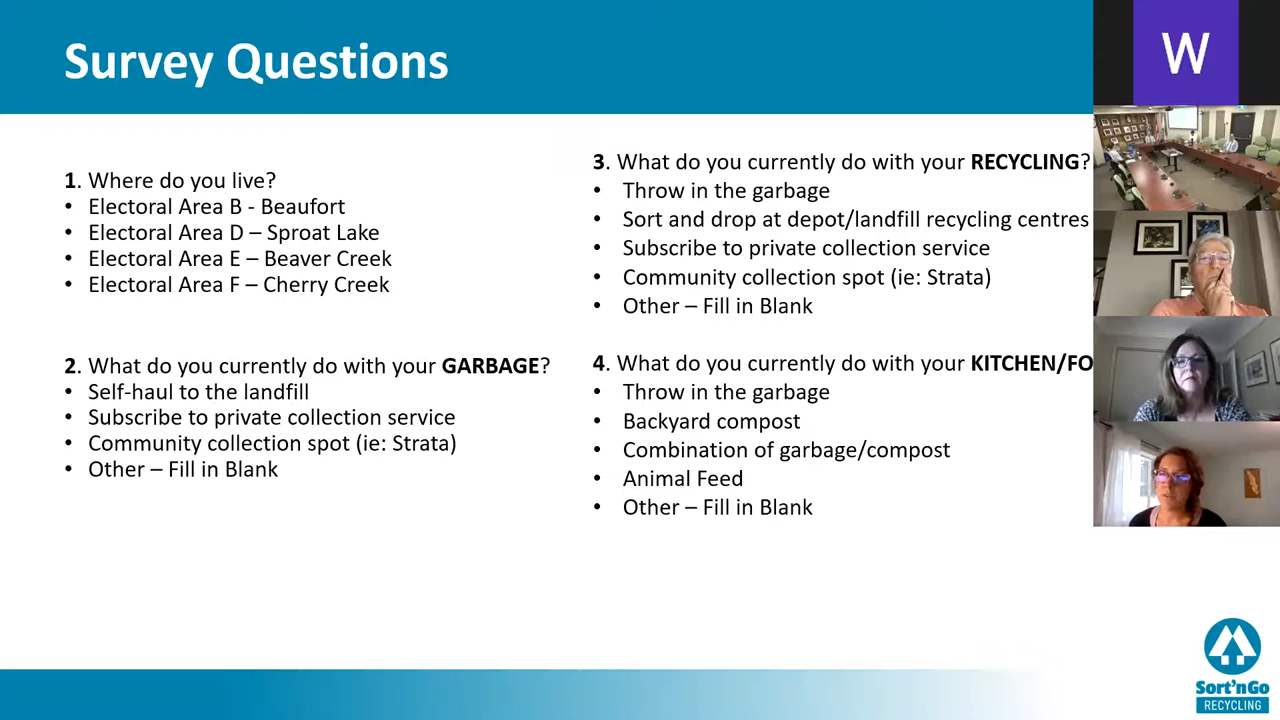 Survey Questions
W
1. Where do you live?
• Electoral Area B - Beaufort
• Electoral Area D – Sproat Lake
• Electoral Area E – Beaver Creek
• Electoral Area F – Cherry Creek
2. What do you currently do with your GARBAGE?
• Self-haul to the landfill
• Subscribe to private collection service
• Community collection spot (ie: Strata)
• Other – Fill in Blank
3. What do you currently do with your RECYCLING?
• Throw in the garbage
• Sort and drop at depot/landfill recycling centres
• Subscribe to private collection service
• Community collection spot (ie: Strata)
• Other – Fill in Blank
4. What do you currently do with your KITCHEN/FO
• Throw in the garbage
• Backyard compost
• Combination of garbage/compost
• Animal Feed
• Other – Fill in Blank
Sort'nGo
RECYCLING